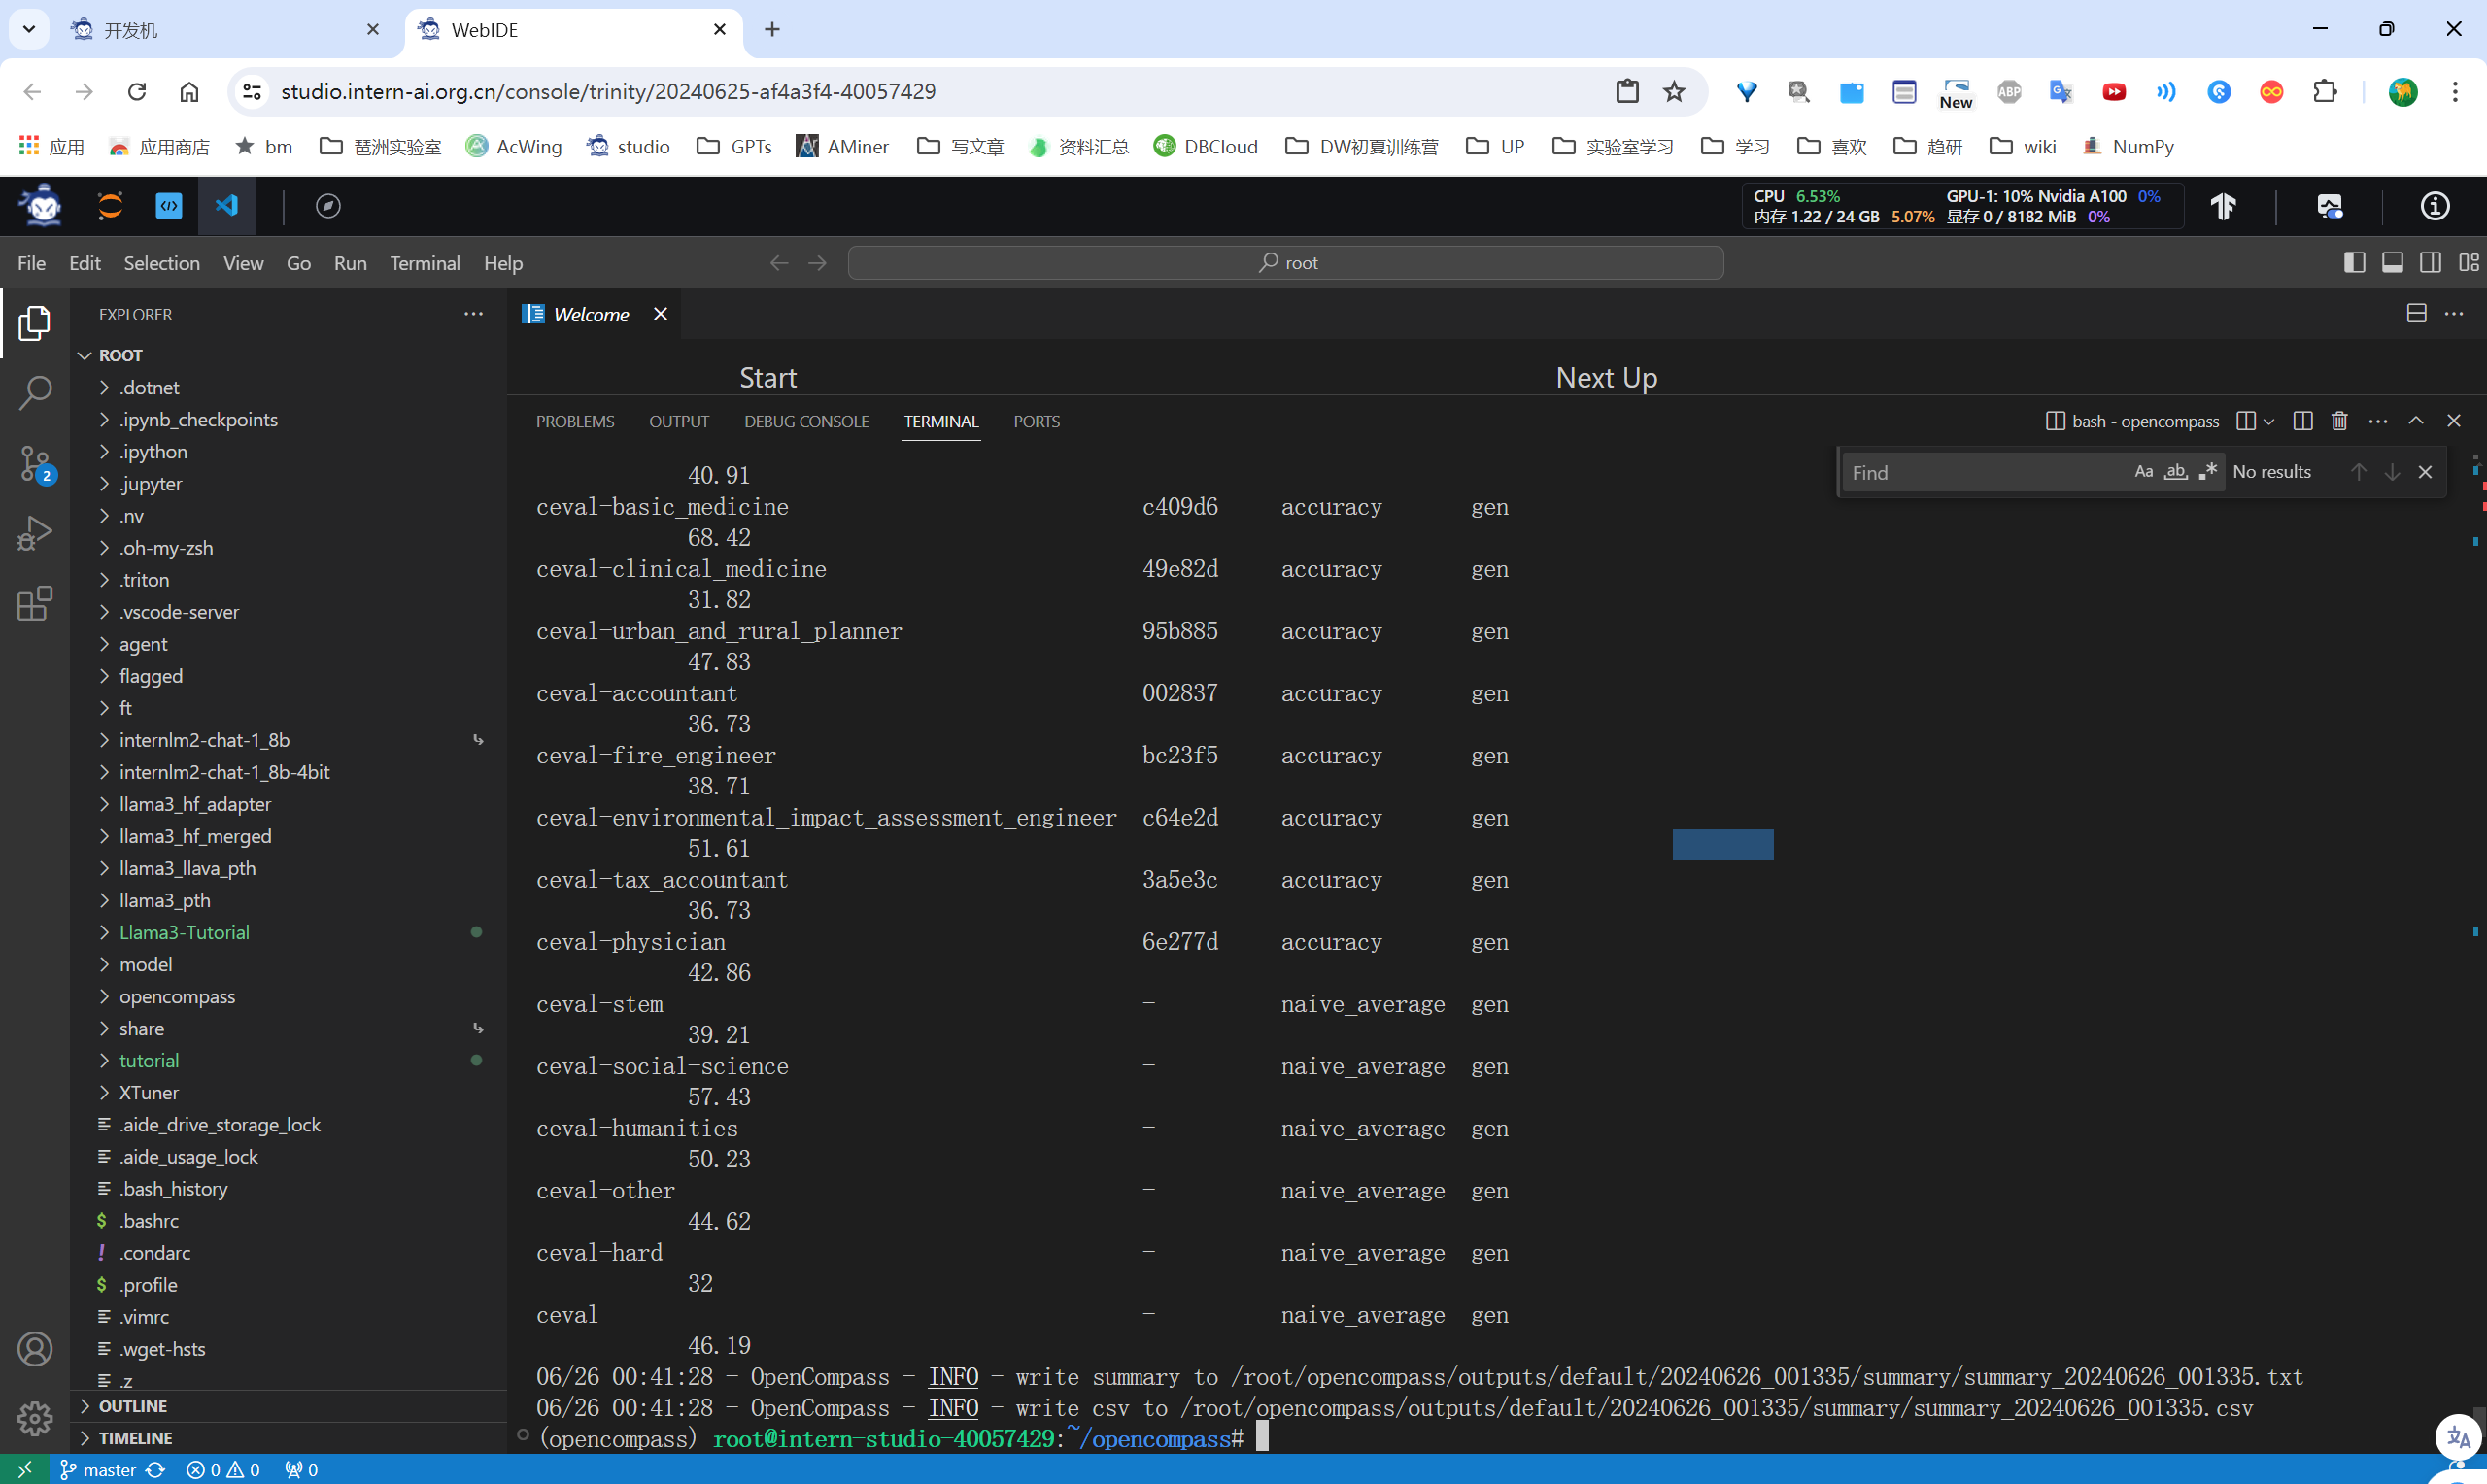 开发机
WebIDE
studio.intern-ai.org.cn/console/trinity/20240625-af4a3f4-40057429
New
ABP
应用
应用商店
bm
琶洲实验室
AcWing
studio
GPTs
AMiner
写文章
资料汇总
DBCloud
DW初夏训练营
UP
实验室学习
学习
喜欢
趋研
wiki
NumPy
CPU 6.53% GPU-1: 10% Nvidia A100 0%
内存 1.22 / 24 GB 5.07% 显存 0 / 8182 MiB 0%
File Edit Selection View Go Run Terminal Help
root
EXPLORER
Welcome
ROOT
.dotnet
.ipynb_checkpoints
.ipython
.jupyter
.nv
.oh-my-zsh
.triton
.vscode-server
agent
flagged
ft
internlm2-chat-1_8b
internlm2-chat-1_8b-4bit
llama3_hf_adapter
llama3_hf_merged
llama3_llava_pth
llama3_pth
Llama3-Tutorial
model
opencompass
share
tutorial
XTuner
.aide_drive_storage_lock
.aide_usage_lock
.bash_history
.bashrc
.condarc
.profile
.vimrc
.wget-hsts
.z
OUTLINE
TIMELINE
2
Start
Next Up
PROBLEMS OUTPUT DEBUG CONSOLE TERMINAL PORTS
bash - opencompass
Find
Aa ab No results
40.91
ceval-basic_medicine c409d6 accuracy gen
68.42
ceval-clinical_medicine 49e82d accuracy gen
31.82
ceval-urban_and_rural_planner 95b885 accuracy gen
47.83
ceval-accountant 002837 accuracy gen
36.73
ceval-fire_engineer bc23f5 accuracy gen
38.71
ceval-environmental_impact_assessment_engineer c64e2d accuracy gen
51.61
ceval-tax_accountant 3a5e3c accuracy gen
36.73
ceval-physician 6e277d accuracy gen
42.86
ceval-stem - naive_average gen
39.21
ceval-social-science - naive_average gen
57.43
ceval-humanities - naive_average gen
50.23
ceval-other - naive_average gen
44.62
ceval-hard - naive_average gen
32
ceval - naive_average gen
46.19
06/26 00:41:28 - OpenCompass - INFO - write summary to /root/opencompass/outputs/default/20240626_001335/summary/summary_20240626_001335.txt
06/26 00:41:28 - OpenCompass - INFO - write csv to /root/opencompass/outputs/default/20240626_001335/summary/summary_20240626_001335.csv
(opencompass) root@intern-studio-40057429:~/opencompass#
master 0 0 0